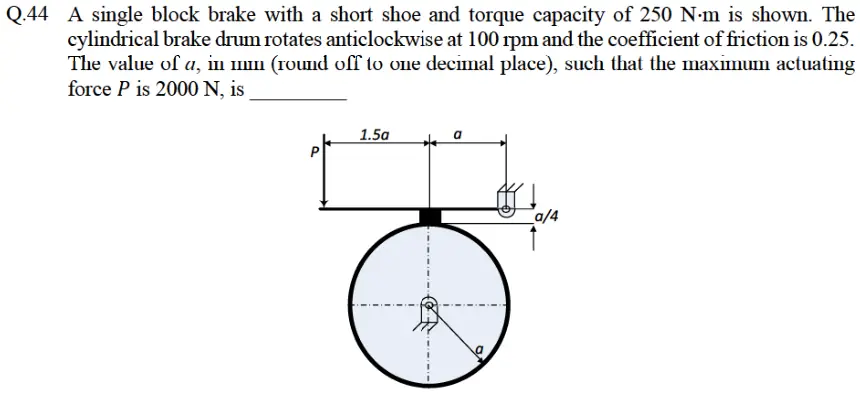 Q.44 A single block brake with a short shoe and torque capacity of 250 N·m is shown. The
cylindrical brake drum rotates anticlockwise at 100 rpm and the coefficient of friction is 0.25.
The value of a, in mm (round off to one decimal place), such that the maximum actuating
force P is 2000 N, is __________
1.5a
a
P
a/4
a